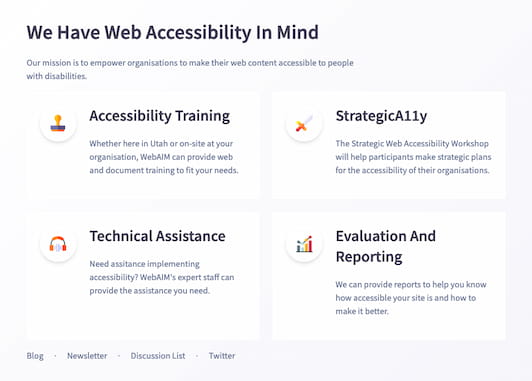 We Have Web Accessibility In Mind
Our mission is to empower organisations to make their web content accessible to people
with disabilities.
Accessibility Training
Whether here in Utah or on-site at your
organisation, WebAIM can provide web
and document training to fit your needs.
StrategicA11y
The Strategic Web Accessibility Workshop
will help participants make strategic plans
for the accessibility of their organisations.
Technical Assistance
Need assitance implementing
accessibility? WebAIM's expert staff can
provide the assistance you need.
Evaluation And
Reporting
We can provide reports to help you know
how accessible your site is and how to
make it better.
Blog · Newsletter · Discussion List · Twitter